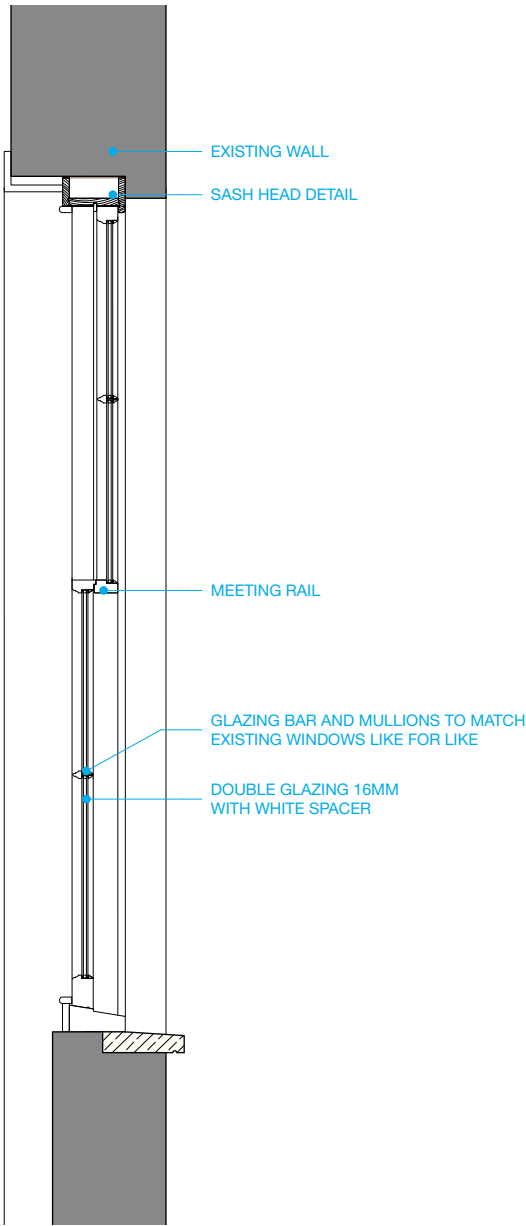 EXISTING WALL
SASH HEAD DETAIL
MEETING RAIL
GLAZING BAR AND MULLIONS TO MATCH
EXISTING WINDOWS LIKE FOR LIKE
DOUBLE GLAZING 16MM
WITH WHITE SPACER